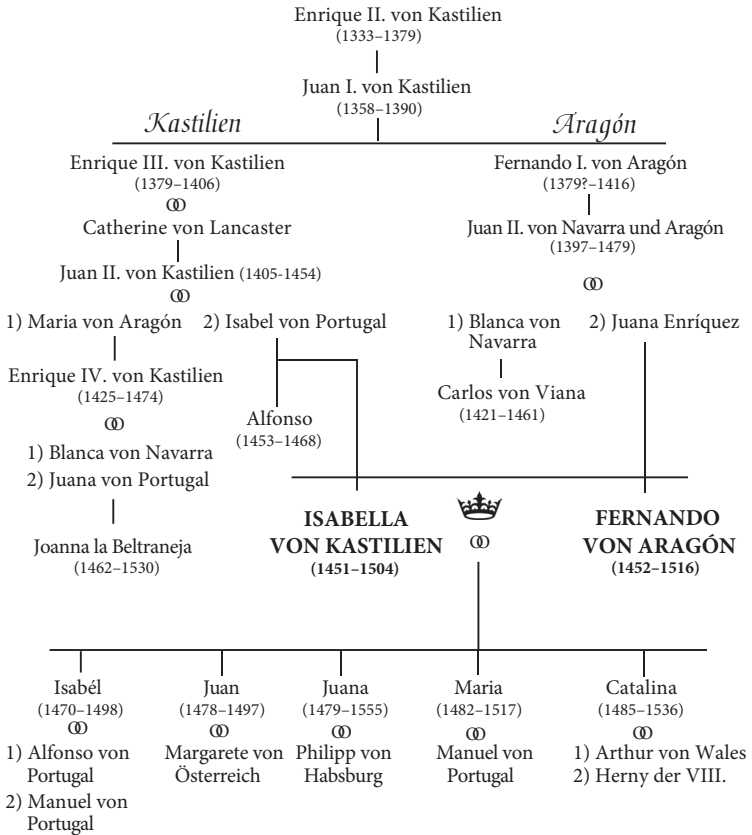 Enrique II. von Kastilien
(1333–1379)
Juan I. von Kastilien
(1358–1390)
Kastilien
Aragón
Enrique III. von Kastilien
(1379–1406)
Catherine von Lancaster
Juan II. von Kastilien (1405-1454)
1) Maria von Aragón
2) Isabel von Portugal
Enrique IV. von Kastilien
(1425–1474)
1) Blanca von Navarra
2) Juana von Portugal
Joanna la Beltraneja
(1462–1530)
Alfonso
(1453–1468)
Fernando I. von Aragón
(1379?–1416)
Juan II. von Navarra und Aragón
(1397–1479)
1) Blanca von
Navarra
2) Juana Enríquez
Carlos von Viana
(1421–1461)
ISABELLA
VON KASTILIEN
(1451–1504)
FERNANDO
VON ARAGÓN
(1452–1516)
Isabél
(1470–1498)
1) Alfonso von
Portugal
2) Manuel von
Portugal
Juan
(1478–1497)
Margarete von
Österreich
Juana
(1479–1555)
Philipp von
Habsburg
Maria
(1482–1517)
Manuel von
Portugal
Catalina
(1485–1536)
1) Arthur von Wales
2) Herny der VIII.